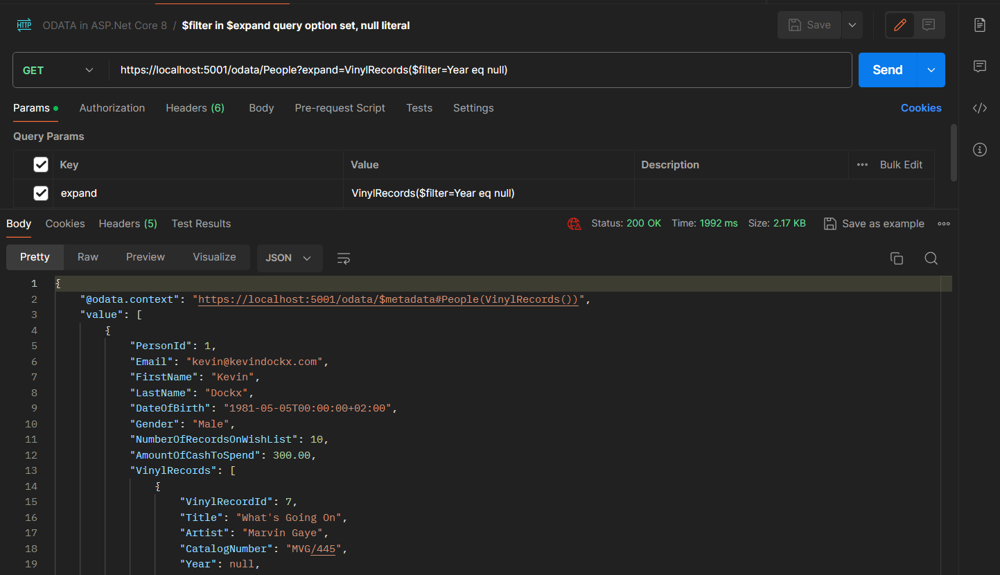 HTTP ODATA in ASP.Net Core 8 / $filter in $expand query option set, null literal Save
GET https://localhost:5001/odata/People?expand=VinylRecords($filter=Year eq null) Send
Params Authorization Headers (6) Body Pre-request Script Tests Settings Cookies
Query Params
Key Value Description Bulk Edit
expand VinylRecords($filter=Year eq null)
Body Cookies Headers (5) Test Results Status: 200 OK Time: 1992 ms Size: 2.17 KB Save as example
Pretty Raw Preview Visualize JSON
1 {
2 "@odata.context": "https://localhost:5001/odata/$metadata#People(VinylRecords())",
3 "value": [
4 {
5 "PersonId": 1,
6 "Email": "kevin@kevindockx.com",
7 "FirstName": "Kevin",
8 "LastName": "Dockx",
9 "DateOfBirth": "1981-05-05T00:00:00+02:00",
10 "Gender": "Male",
11 "NumberOfRecordsOnWishList": 10,
12 "AmountOfCashToSpend": 300.00,
13 "VinylRecords": [
14 {
15 "VinylRecordId": 7,
16 "Title": "What's Going On",
17 "Artist": "Marvin Gaye",
18 "CatalogNumber": "MVG/445",
19 "Year": null,